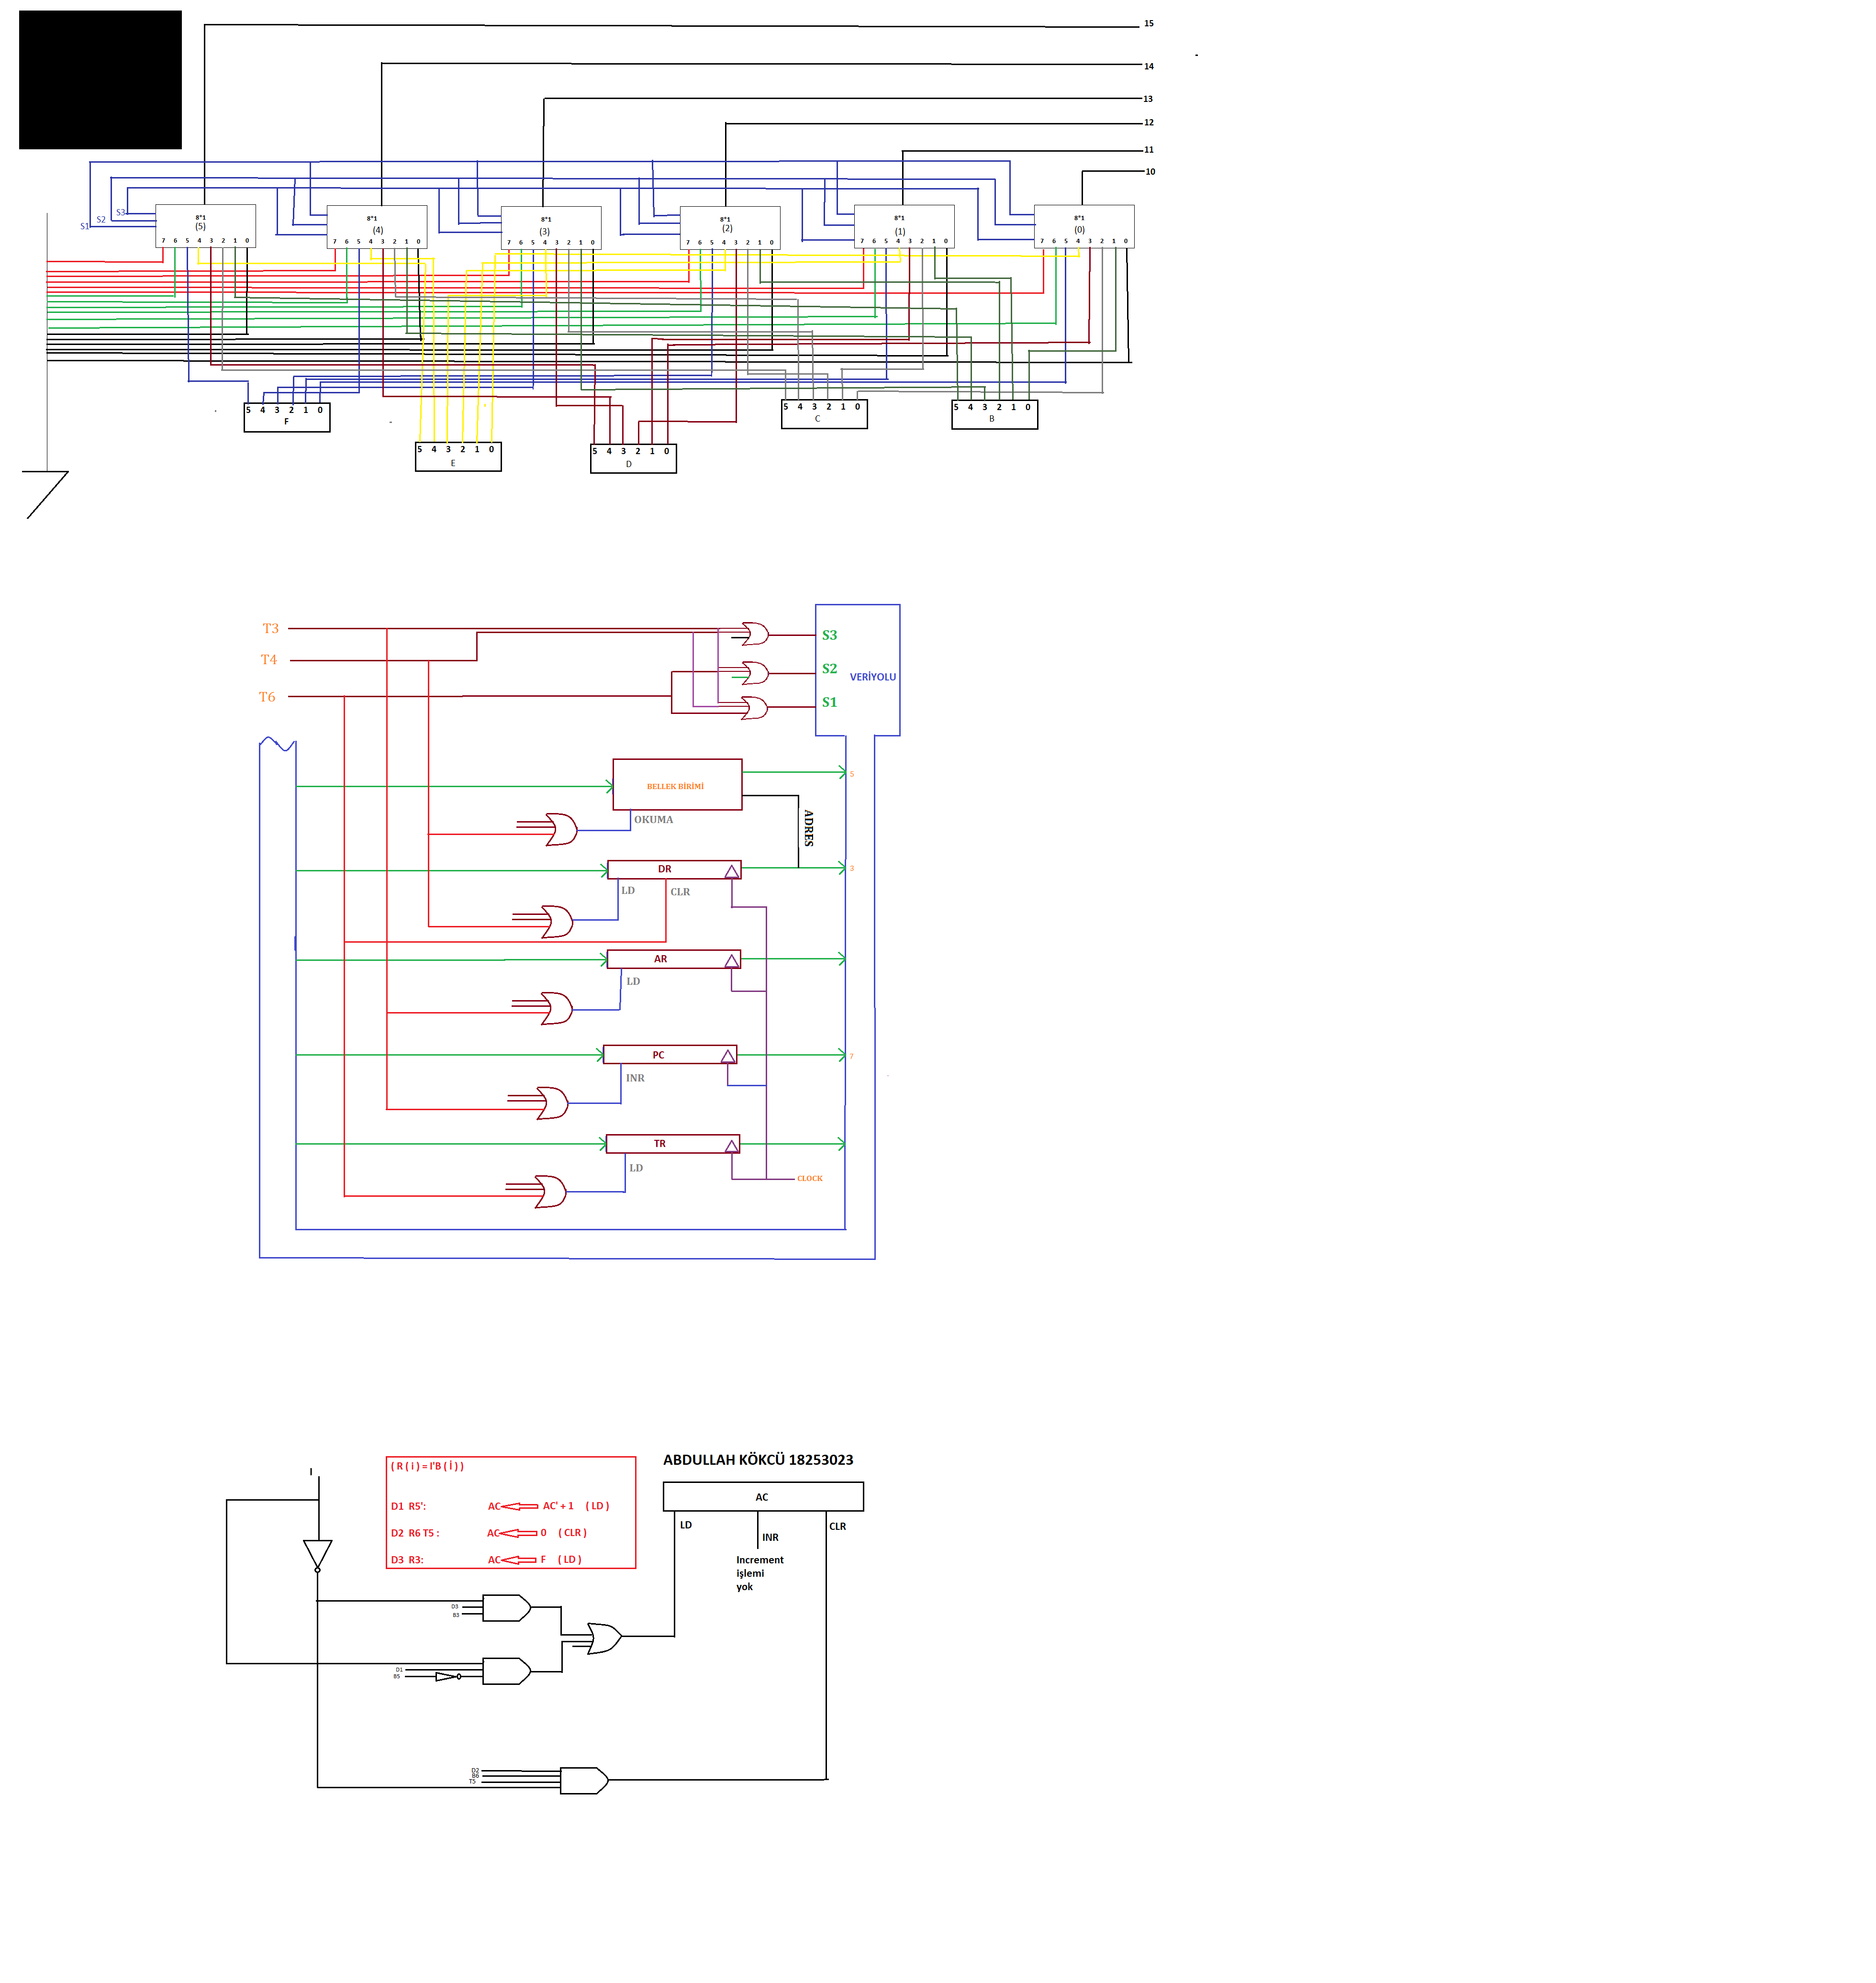 15
14
13
12
11
10
S3
S2
S1
8*1
(5)
7 6 5 4 3 2 1 0
8*1
(4)
7 6 5 4 3 2 1 0
8*1
(3)
7 6 5 4 3 2 1 0
8*1
(2)
7 6 5 4 3 2 1 0
8*1
(1)
7 6 5 4 3 2 1 0
8*1
(0)
7 6 5 4 3 2 1 0
5 4 3 2 1 0
F
5 4 3 2 1 0
E
5 4 3 2 1 0
D
5 4 3 2 1 0
C
5 4 3 2 1 0
B
T3
T4
T6
S3
S2
S1
VERİYOLU
BELLEK BİRİMİ
5
OKUMA
ADRES
DR
3
LD
CLR
AR
LD
PC
7
INR
TR
LD
CLOCK
ABDULLAH KÖKCÜ 18253023
I
( R ( i ) = I'B ( İ ) )
D1 R5': AC AC' + 1 ( LD )
D2 R6 T5 : AC 0 ( CLR )
D3 R3: AC F ( LD )
AC
LD
INR
CLR
Increment
işlemi
yok
D3
B3
D1
B5
D2
B6
T5